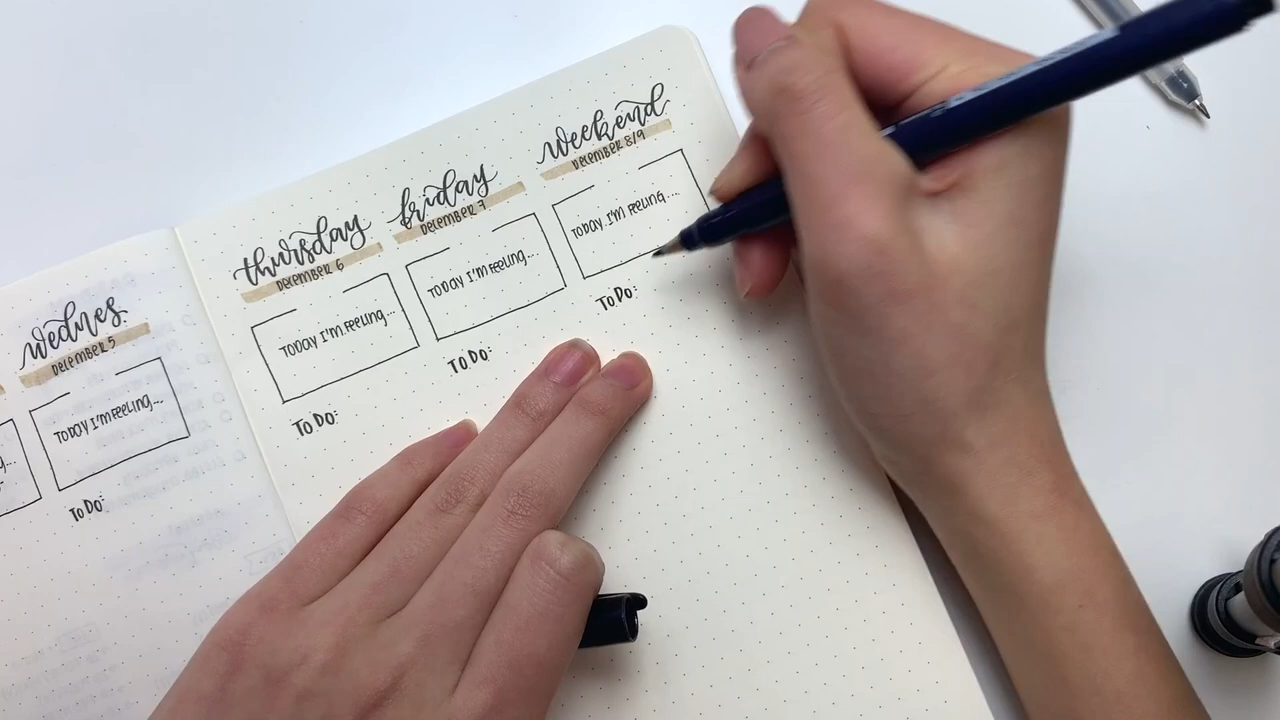 wednes.
DECEMBER 5
TODAY I'M FEELING...
TO DO:
thursday
DECEMBER 6
TODAY I'M FEELING...
TO DO:
friday
DECEMBER 7
TODAY I'M FEELING...
TO DO:
weekend
DECEMBER 8/9
TODAY I'M FEELING....
TO DO: